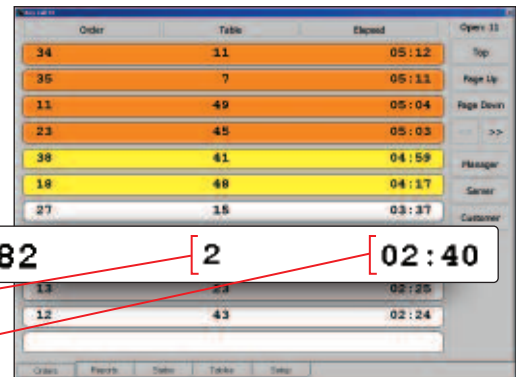 Order Table Elapsed Open: 11
34 11 05:12 Top
35 7 05:11 Page Up
11 49 05:04 Page Down
23 45 05:03 >>
38 41 04:59 Manager
18 48 04:17 Server
27 15 03:37 Customer
82 2 02:40
13 23 02:25
12 43 02:24
Orders Reports Tables Setup